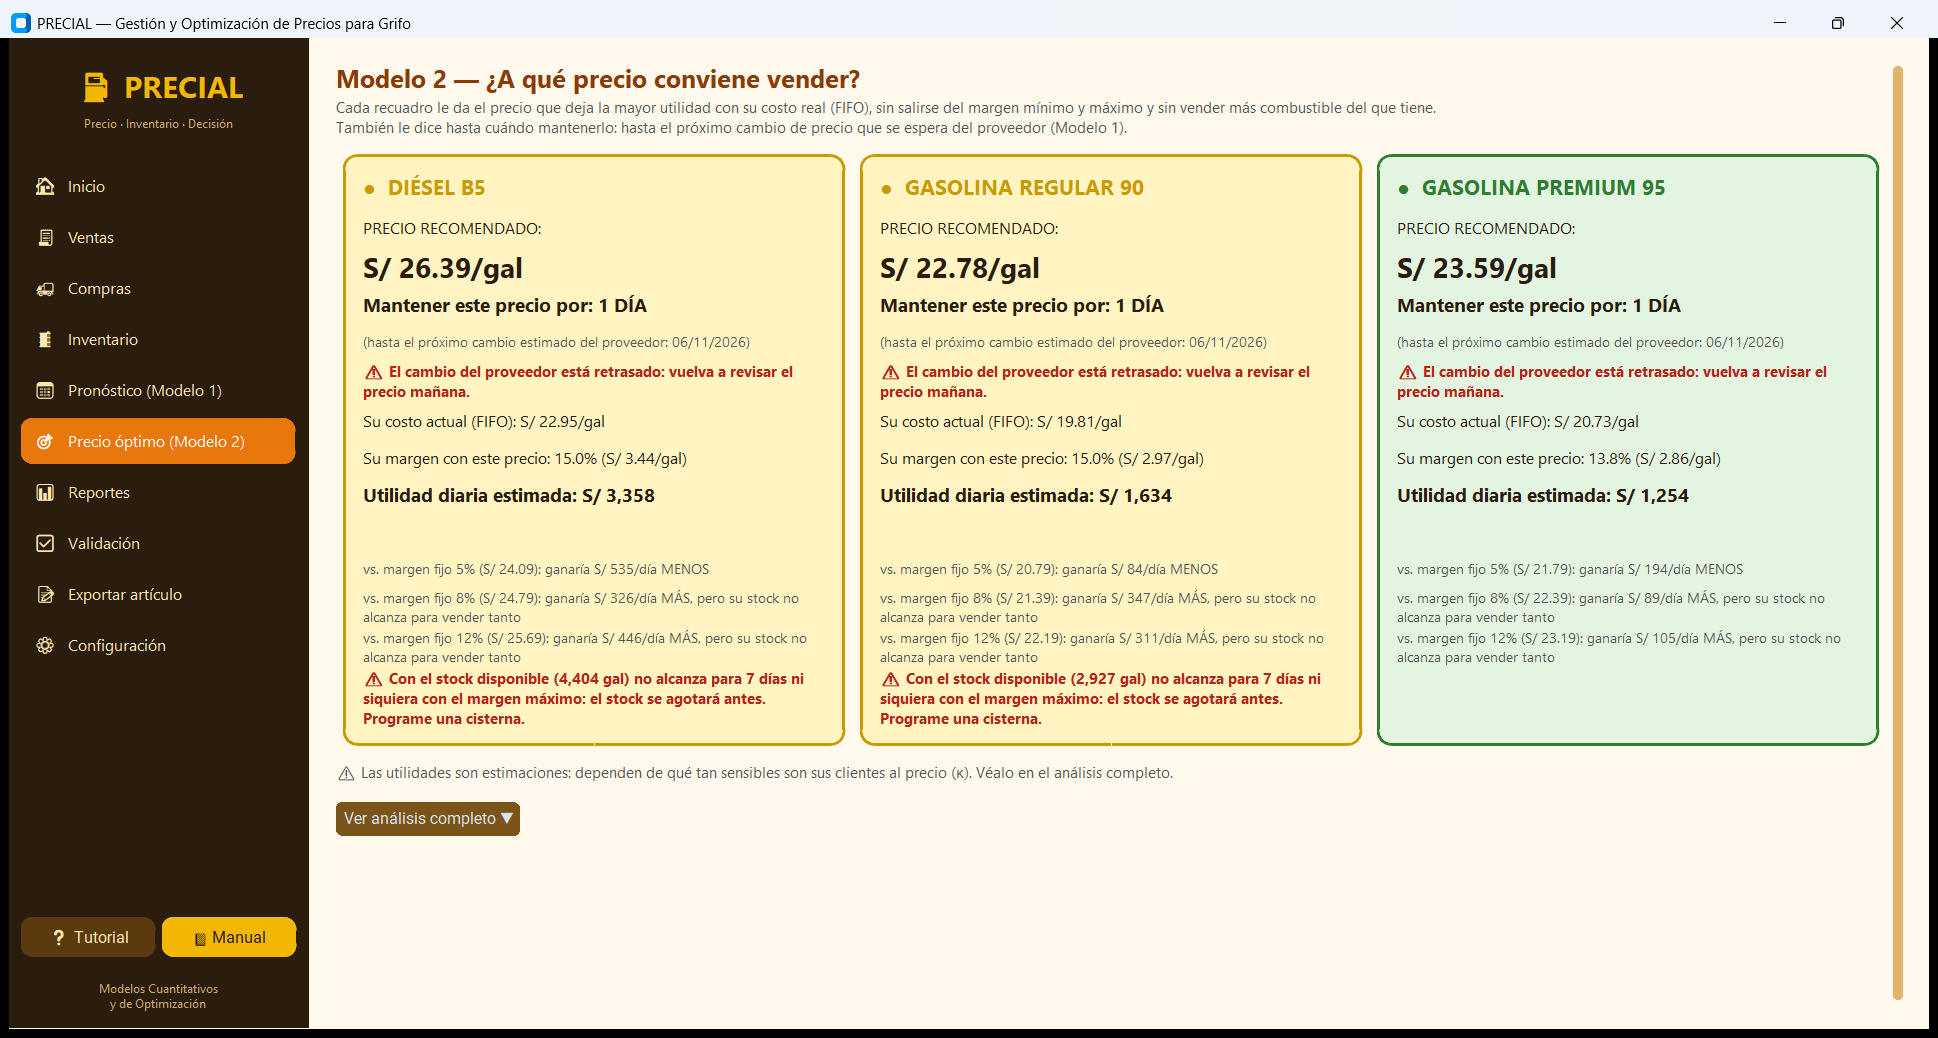 PRECIAL — Gestión y Optimización de Precios para Grifo
PRECIAL
Precio · Inventario · Decisión
Inicio
Ventas
Compras
Inventario
Pronóstico (Modelo 1)
Precio óptimo (Modelo 2)
Reportes
Validación
Exportar artículo
Configuración
? Tutorial
Manual
Modelos Cuantitativos
y de Optimización
Modelo 2 — ¿A qué precio conviene vender?
Cada recuadro le da el precio que deja la mayor utilidad con su costo real (FIFO), sin salirse del margen mínimo y máximo y sin vender más combustible del que tiene.
También le dice hasta cuándo mantenerlo: hasta el próximo cambio de precio que se espera del proveedor (Modelo 1).
● DIÉSEL B5
PRECIO RECOMENDADO:
S/ 26.39/gal
Mantener este precio por: 1 DÍA
(hasta el próximo cambio estimado del proveedor: 06/11/2026)
⚠ El cambio del proveedor está retrasado: vuelva a revisar el
precio mañana.
Su costo actual (FIFO): S/ 22.95/gal
Su margen con este precio: 15.0% (S/ 3.44/gal)
Utilidad diaria estimada: S/ 3,358
vs. margen fijo 5% (S/ 24.09): ganaría S/ 535/día MENOS
vs. margen fijo 8% (S/ 24.79): ganaría S/ 326/día MÁS, pero su stock no
alcanza para vender tanto
vs. margen fijo 12% (S/ 25.69): ganaría S/ 446/día MÁS, pero su stock no
alcanza para vender tanto
⚠ Con el stock disponible (4,404 gal) no alcanza para 7 días ni
siquiera con el margen máximo: el stock se agotará antes.
Programe una cisterna.
● GASOLINA REGULAR 90
PRECIO RECOMENDADO:
S/ 22.78/gal
Mantener este precio por: 1 DÍA
(hasta el próximo cambio estimado del proveedor: 06/11/2026)
⚠ El cambio del proveedor está retrasado: vuelva a revisar el
precio mañana.
Su costo actual (FIFO): S/ 19.81/gal
Su margen con este precio: 15.0% (S/ 2.97/gal)
Utilidad diaria estimada: S/ 1,634
vs. margen fijo 5% (S/ 20.79): ganaría S/ 84/día MENOS
vs. margen fijo 8% (S/ 21.39): ganaría S/ 347/día MÁS, pero su stock no
alcanza para vender tanto
vs. margen fijo 12% (S/ 22.19): ganaría S/ 311/día MÁS, pero su stock no
alcanza para vender tanto
⚠ Con el stock disponible (2,927 gal) no alcanza para 7 días ni
siquiera con el margen máximo: el stock se agotará antes.
Programe una cisterna.
● GASOLINA PREMIUM 95
PRECIO RECOMENDADO:
S/ 23.59/gal
Mantener este precio por: 1 DÍA
(hasta el próximo cambio estimado del proveedor: 06/11/2026)
⚠ El cambio del proveedor está retrasado: vuelva a revisar el
precio mañana.
Su costo actual (FIFO): S/ 20.73/gal
Su margen con este precio: 13.8% (S/ 2.86/gal)
Utilidad diaria estimada: S/ 1,254
vs. margen fijo 5% (S/ 21.79): ganaría S/ 194/día MENOS
vs. margen fijo 8% (S/ 22.39): ganaría S/ 89/día MÁS, pero su stock no
alcanza para vender tanto
vs. margen fijo 12% (S/ 23.19): ganaría S/ 105/día MÁS, pero su stock no
alcanza para vender tanto
⚠ Las utilidades son estimaciones: dependen de qué tan sensibles son sus clientes al precio (κ). Véalo en el análisis completo.
Ver análisis completo ▼